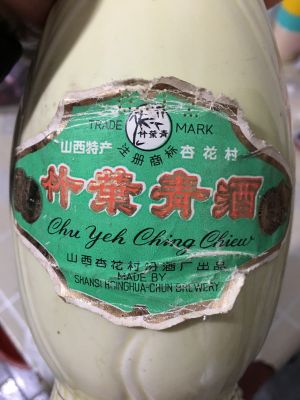 竹葉青
TRADE MARK
注册商标
山西特产 杏花村
竹葉青酒
Chu Yeh Ching Chiew
山西杏花村汾酒厂出品
MADE BY
SHANSI HSINGHUA-CHUN BREWERY